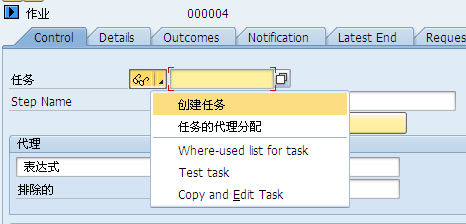 作业 000004
Control Details Outcomes Notification Latest End Reques
任务
Step Name
创建任务
任务的代理分配
Where-used list for task
Test task
Copy and Edit Task
代理
表达式
排除的